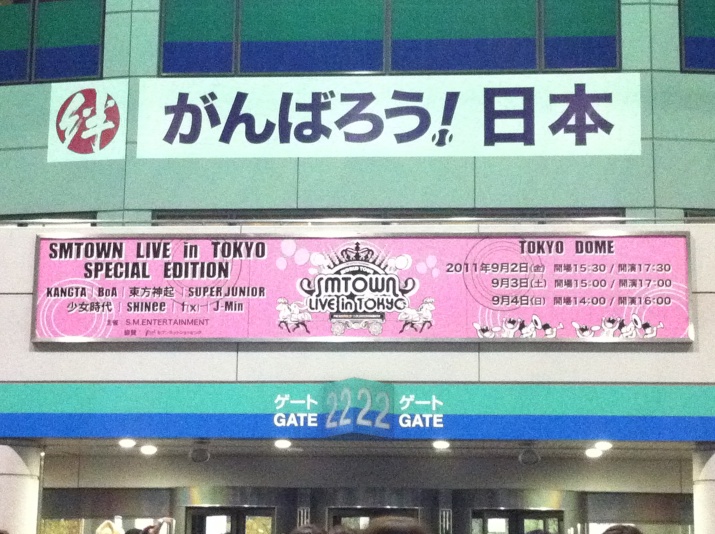 絆 がんばろう! 日本
SMTOWN LIVE in TOKYO
SPECIAL EDITION
KANGTA | BoA | 東方神起 | SUPER JUNIOR
少女時代 | SHINee | f(x) | J-Min
主催: S.M.ENTERTAINMENT
SMTOWN
LIVE in TOKYO
TOKYO DOME
2011年9月2日(金) 開場15:30 / 開演17:30
9月3日(土) 開場15:00 / 開演17:00
9月4日(日) 開場14:00 / 開演16:00
ゲート 22 22 ゲート
GATE GATE